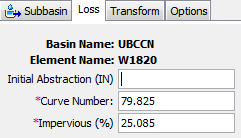 Subbasin Loss Transform Options
Basin Name: UBCCN
Element Name: W1820
Initial Abstraction (IN)
*Curve Number: 79.825
*Impervious (%) 25.085